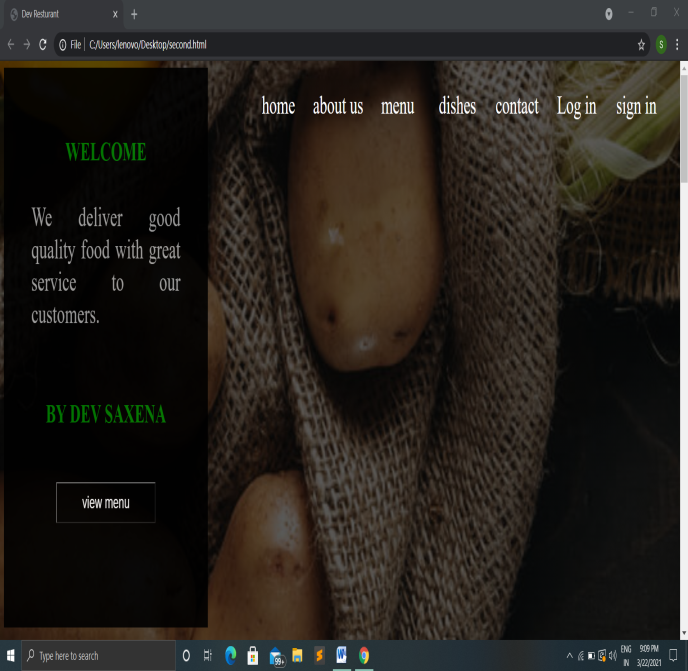 Dev Resturant
File
C:/Users/lenovo/Desktop/second.html
S
home about us menu dishes contact Log in sign in
WELCOME
We deliver good
quality food with great
service to our
customers.
BY DEV SAXENA
view menu
Type here to search
99+
ENG
IN
9:09 PM
3/22/2021